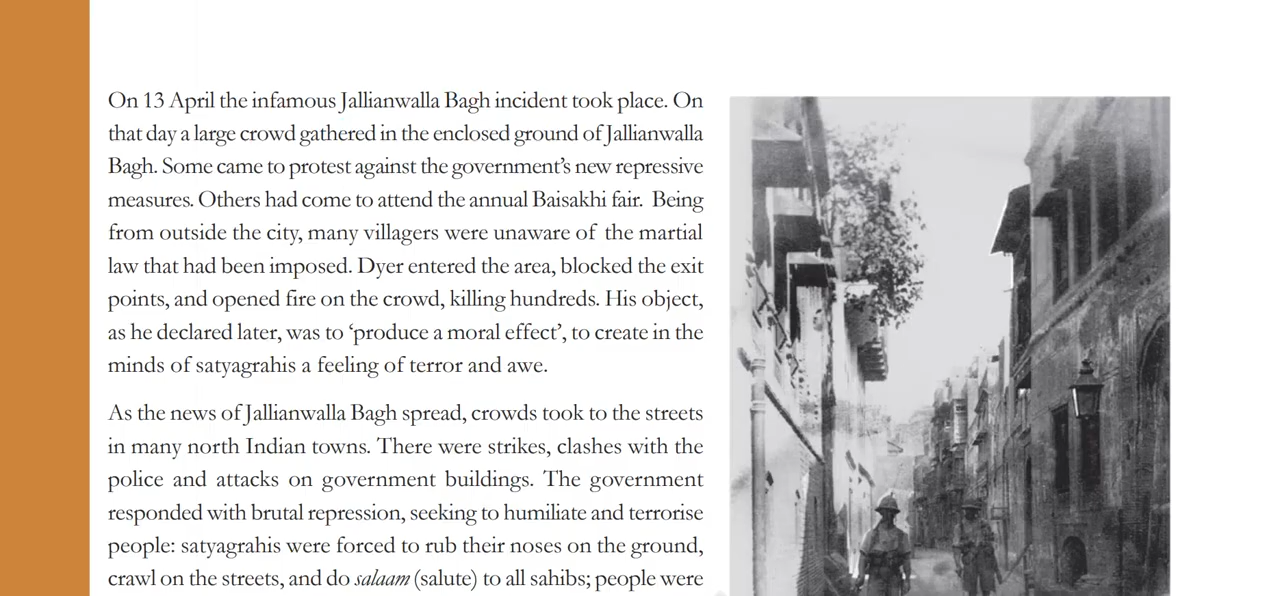 On 13 April the infamous Jallianwalla Bagh incident took place. On
that day a large crowd gathered in the enclosed ground of Jallianwalla
Bagh. Some came to protest against the government’s new repressive
measures. Others had come to attend the annual Baisakhi fair. Being
from outside the city, many villagers were unaware of the martial
law that had been imposed. Dyer entered the area, blocked the exit
points, and opened fire on the crowd, killing hundreds. His object,
as he declared later, was to ‘produce a moral effect’, to create in the
minds of satyagrahis a feeling of terror and awe.
As the news of Jallianwalla Bagh spread, crowds took to the streets
in many north Indian towns. There were strikes, clashes with the
police and attacks on government buildings. The government
responded with brutal repression, seeking to humiliate and terrorise
people: satyagrahis were forced to rub their noses on the ground,
crawl on the streets, and do salaam (salute) to all sahibs; people were